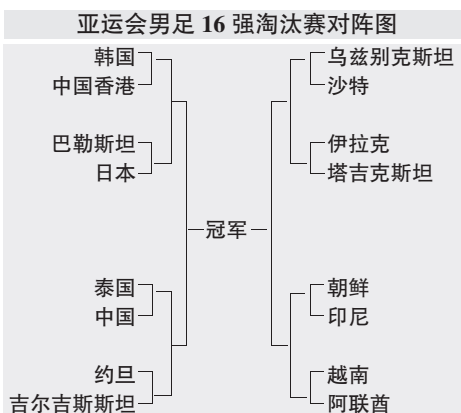 亚运会男足 16 强淘汰赛对阵图
韩国
中国香港
巴勒斯坦
日本
泰国
中国
约旦
吉尔吉斯斯坦
冠军
乌兹别克斯坦
沙特
伊拉克
塔吉克斯坦
朝鲜
印尼
越南
阿联酋